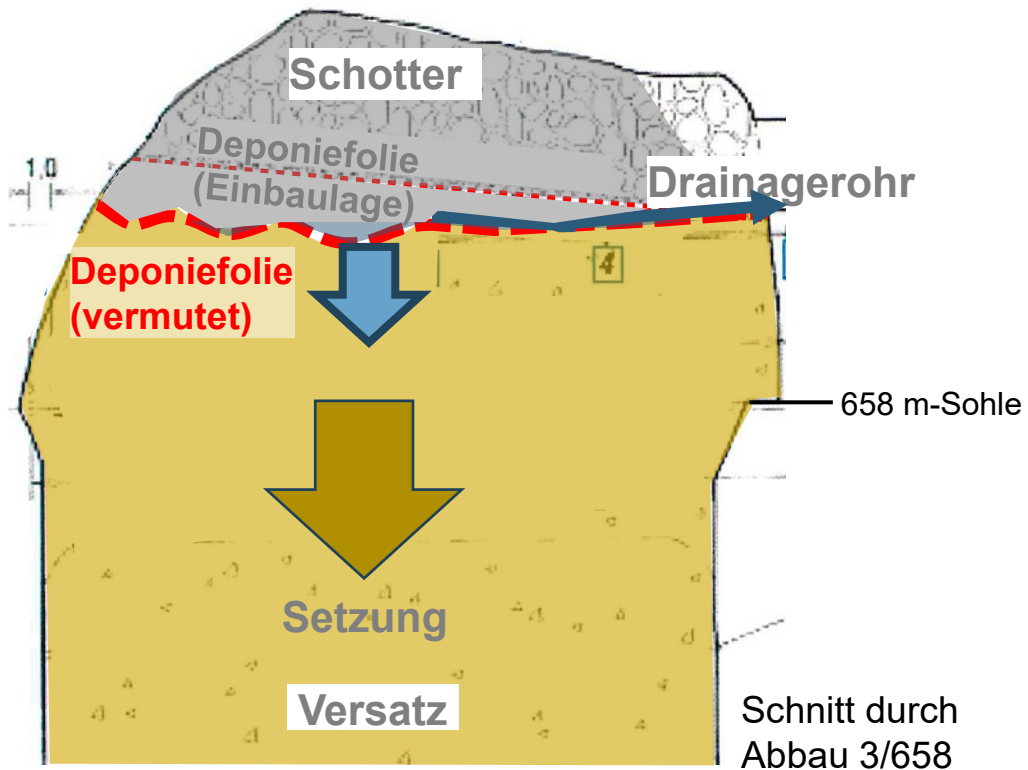 Schotter
Deponiefolie
(Einbaulage)
1,0
Drainagerohr
Deponiefolie
(vermutet)
4
658 m-Sohle
Setzung
Versatz
Schnitt durch
Abbau 3/658